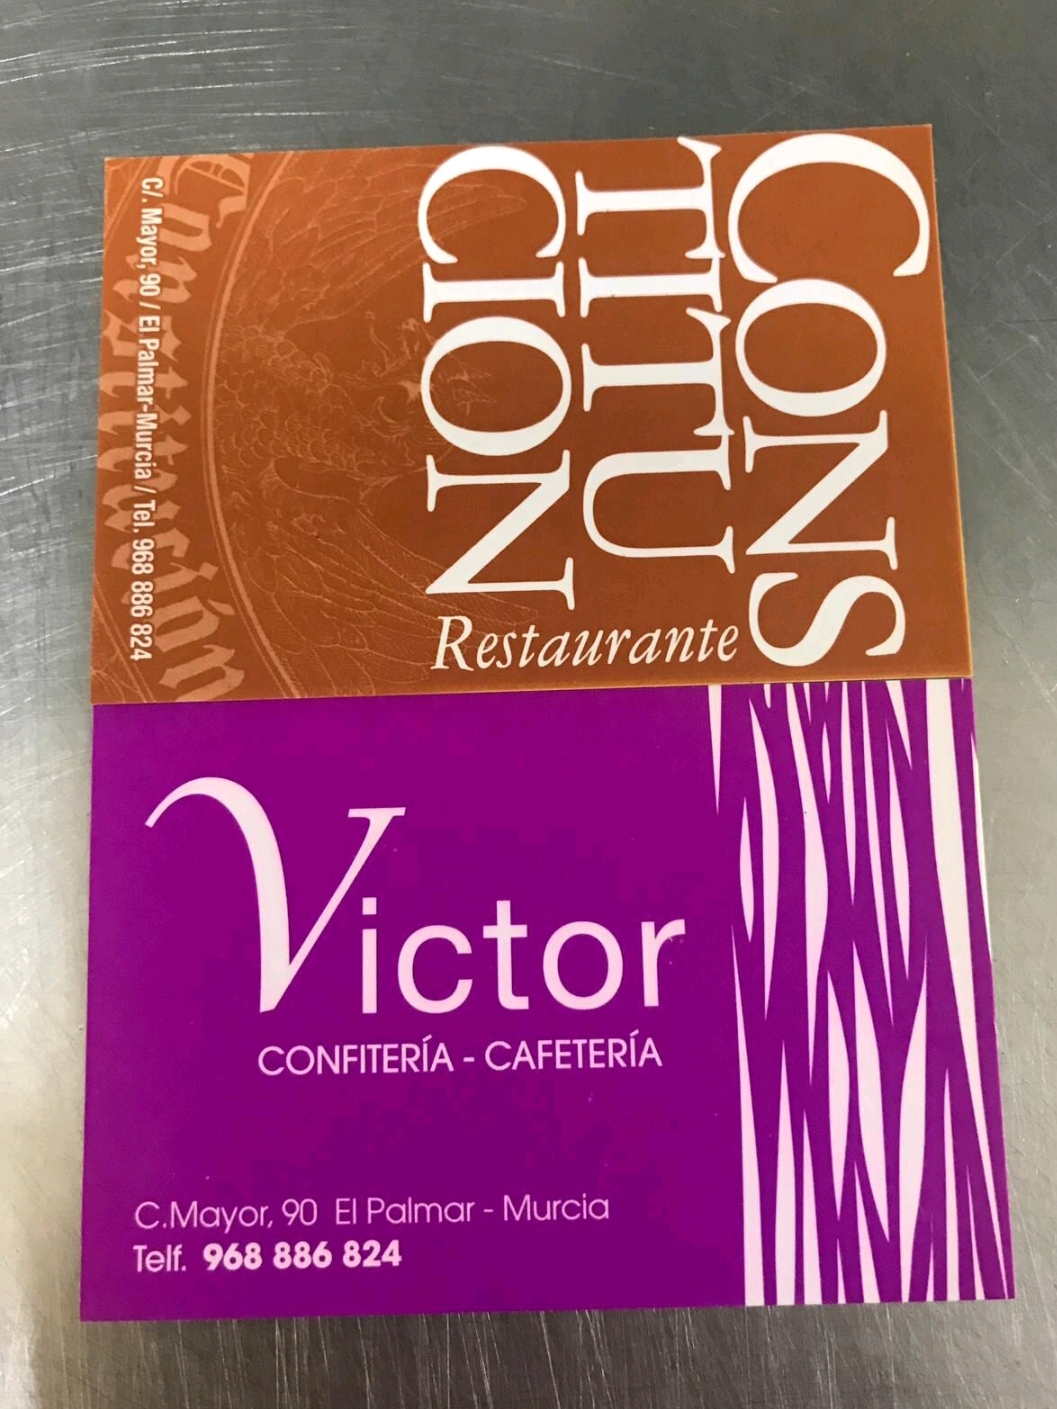 CONS
TITU
CION
Restaurante
Constitución
C/. Mayor, 90 / El Palmar-Murcia / Tel. 968 886 824
Victor
CONFITERÍA - CAFETERÍA
C.Mayor, 90 El Palmar - Murcia
Telf. 968 886 824